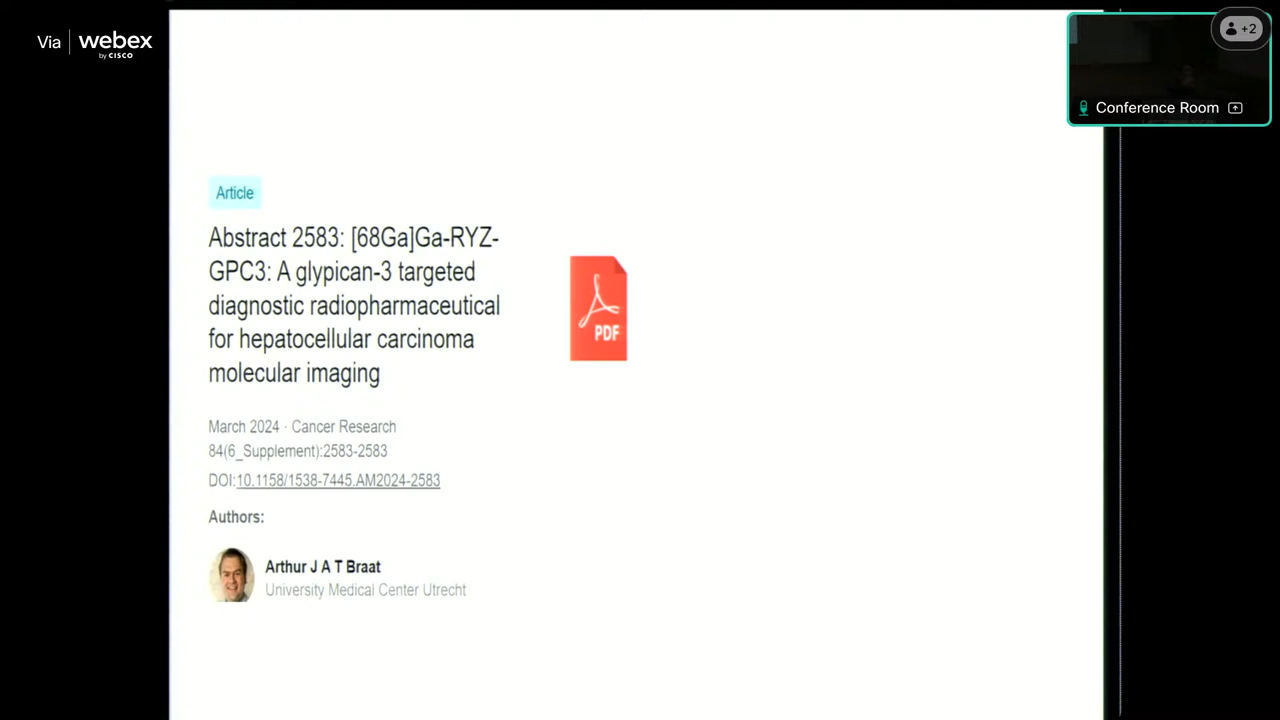 Via webex
by CISCO
+2
Conference Room
Article
Abstract 2583: [68Ga]Ga-RYZ-
GPC3: A glypican-3 targeted
diagnostic radiopharmaceutical
for hepatocellular carcinoma
molecular imaging
PDF
March 2024 · Cancer Research
84(6_Supplement):2583-2583
DOI:10.1158/1538-7445.AM2024-2583
Authors:
Arthur J A T Braat
University Medical Center Utrecht